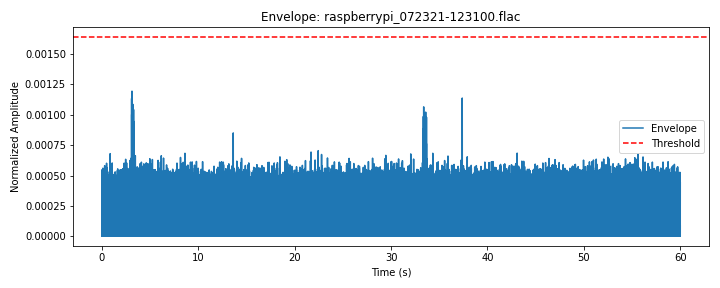 Envelope: raspberrypi_072321-123100.flac
Normalized Amplitude
0.00150
0.00125
0.00100
0.00075
0.00050
0.00025
0.00000
Envelope
Threshold
0 10 20 30 40 50 60
Time (s)